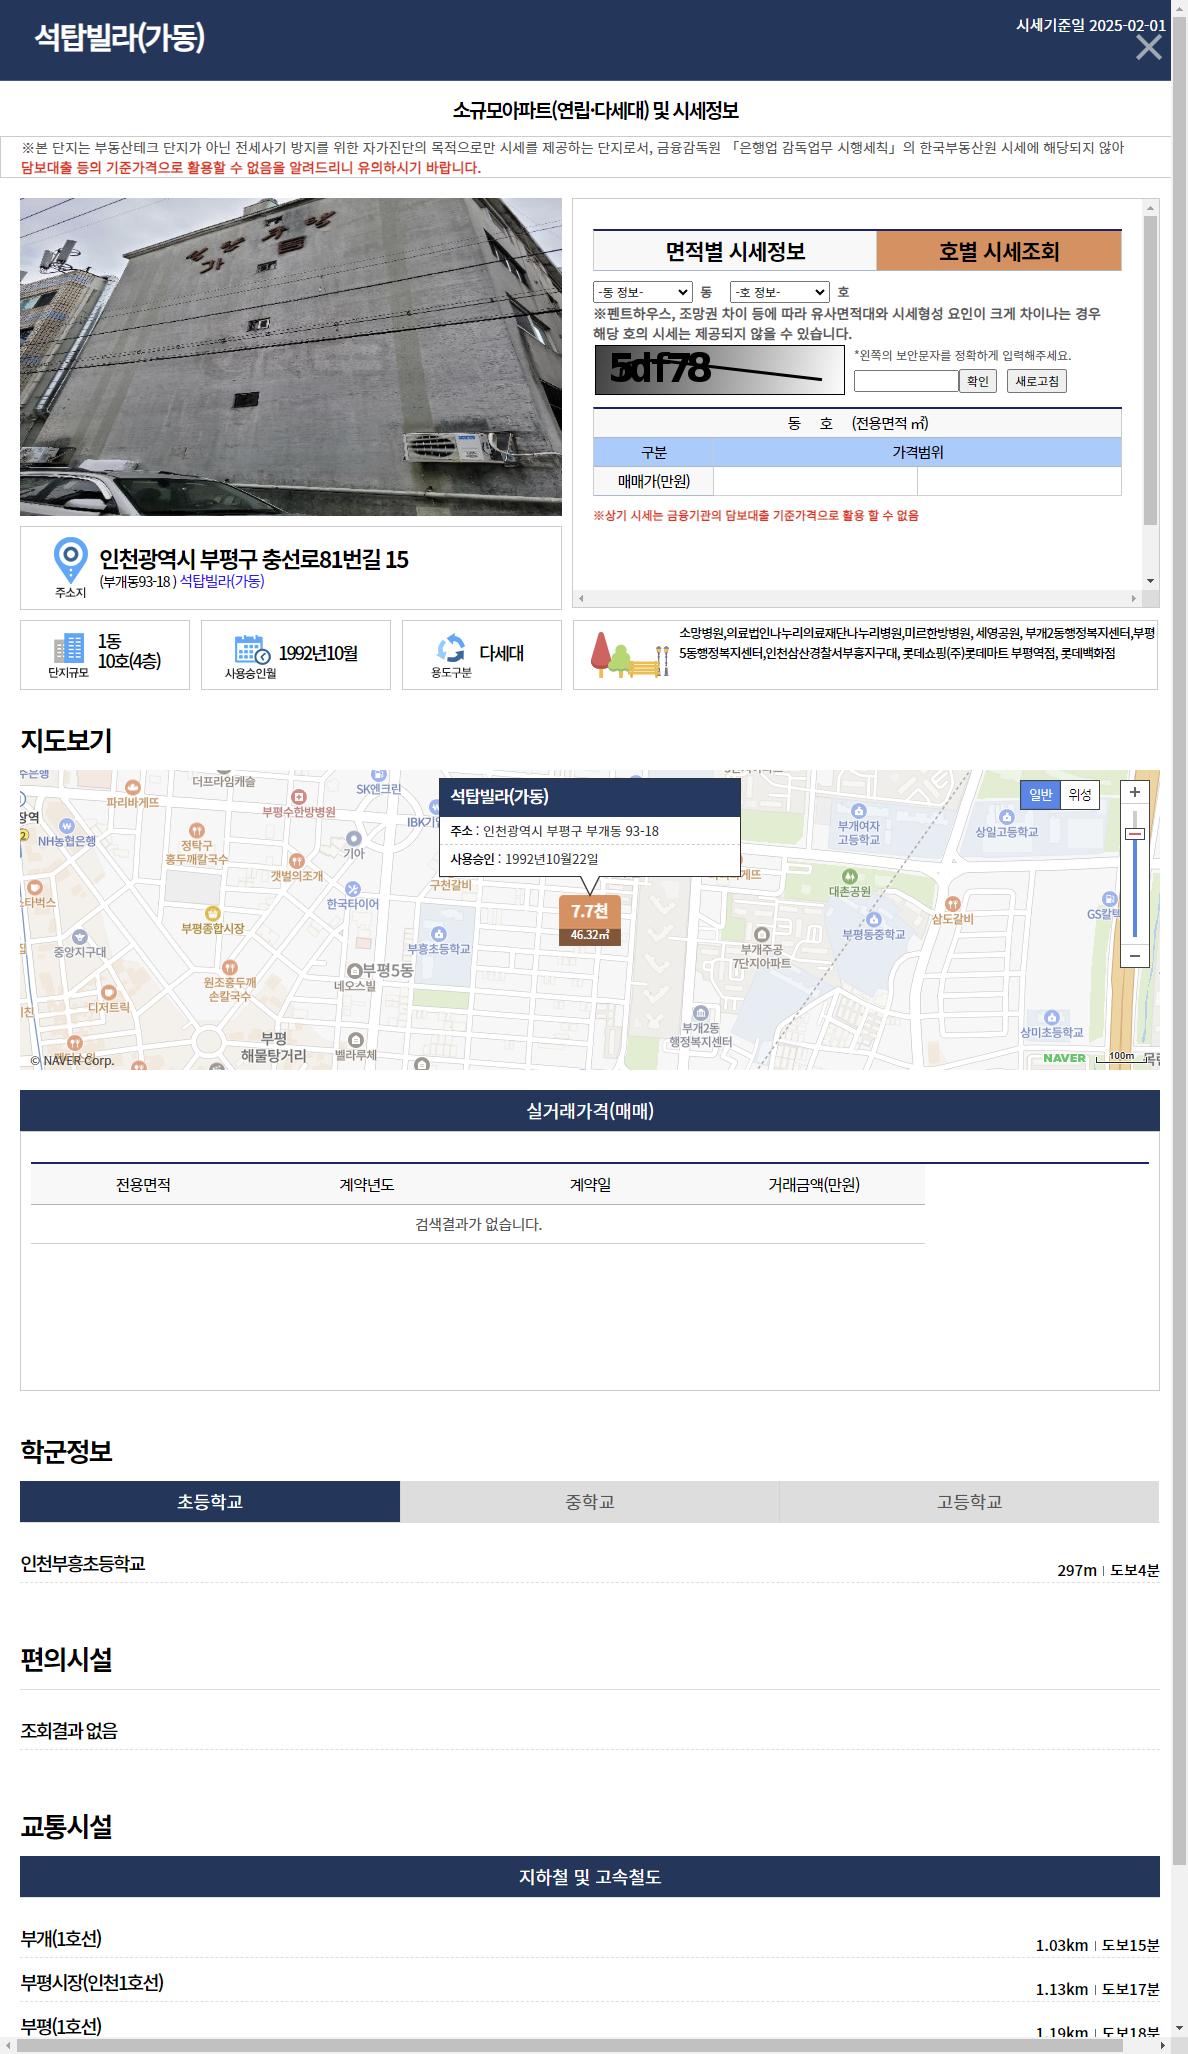 석탑빌라(가동)
시세기준일 2025-02-01
소규모아파트(연립·다세대) 및 시세정보
※본 단지는 부동산테크 단지가 아닌 전세사기 방지를 위한 자가진단의 목적으로만 시세를 제공하는 단지로서, 금융감독원 「은행업 감독업무 시행세칙」의 한국부동산원 시세에 해당되지 않아
담보대출 등의 기준가격으로 활용할 수 없음을 알려드리니 유의하시기 바랍니다.
면적별 시세정보
호별 시세조회
-동 정보- 동 -호 정보- 호
※펜트하우스, 조망권 차이 등에 따라 유사면적대와 시세형성 요인이 크게 차이나는 경우
해당 호의 시세는 제공되지 않을 수 있습니다.
5df78
*왼쪽의 보안문자를 정확하게 입력해주세요.
확인 새로고침
동 호 (전용면적 ㎡)
구분 가격범위
매매가(만원)
※상기 시세는 금융기관의 담보대출 기준가격으로 활용 할 수 없음
주소지
인천광역시 부평구 충선로81번길 15
(부개동93-18 ) 석탑빌라(가동)
단지규모
1동
10호(4층)
사용승인월
1992년10월
용도구분
다세대
소망병원,의료법인나누리의료재단나누리병원,미르한방병원, 세영공원, 부개2동행정복지센터,부평
5동행정복지센터,인천삼산경찰서부흥지구대, 롯데쇼핑(주)롯데마트 부평역점, 롯데백화점
지도보기
더프라임캐슬
파리바게뜨
SK엔크린
부평수한방병원
NH농협은행
정탁구
홍두깨칼국수
기아
갯벌의조개
한국타이어
구천갈비
부평종합시장
중앙지구대
부흥초등학교
원조홍두깨
손칼국수
부평5동
네오스빌
디저트릭
부평
해물탕거리
벨라루체
석탑빌라(가동)
주소 : 인천광역시 부평구 부개동 93-18
사용승인 : 1992년10월22일
7.7천
46.32㎡
부개여자
고등학교
상일고등학교
대촌공원
삼도갈비
부평동중학교
부개주공
7단지아파트
부개2동
행정복지센터
상미초등학교
GS칼텍
일반 위성
+
−
© NAVER Corp.
NAVER
100m
실거래가격(매매)
전용면적 계약년도 계약일 거래금액(만원)
검색결과가 없습니다.
학군정보
초등학교 중학교 고등학교
인천부흥초등학교
297m 도보4분
편의시설
조회결과 없음
교통시설
지하철 및 고속철도
부개(1호선)
1.03km 도보15분
부평시장(인천1호선)
1.13km 도보17분
부평(1호선)
1.19km 도보18분